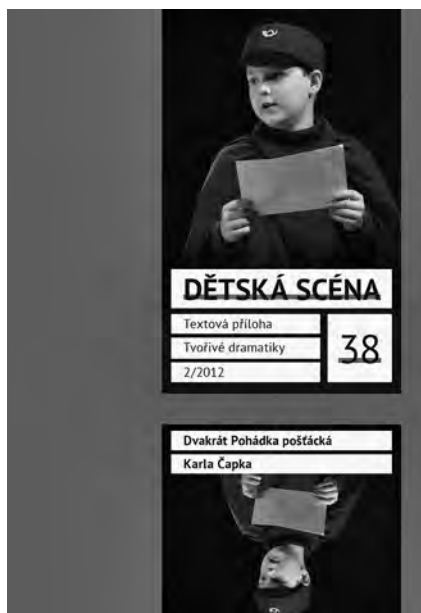 DĚTSKÁ SCÉNA
Textová příloha
Tvořivé dramatiky
38
2/2012
Dvakrát Pohádka pošťácká
Karla Čapka